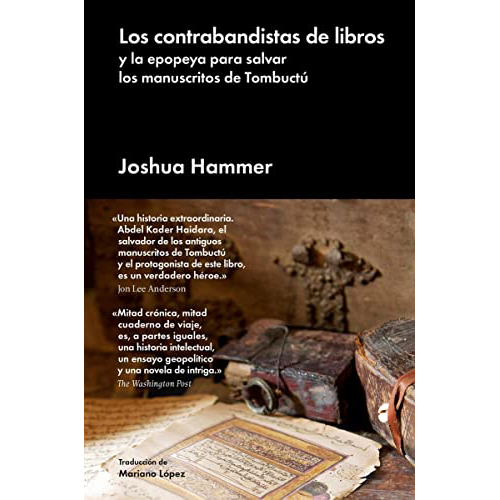 Los contrabandistas de libros
y la epopeya para salvar
los manuscritos de Tombuctú
Joshua Hammer
«Una historia extraordinaria.
Abdel Kader Haidara, el
salvador de los antiguos
manuscritos de Tombuctú
y el protagonista de este libro,
es un verdadero héroe.»
Jon Lee Anderson
«Mitad crónica, mitad
cuaderno de viaje,
es, a partes iguales,
una historia intelectual,
un ensayo geopolítico
y una novela de intriga.»
The Washington Post
Traducción de
Mariano López